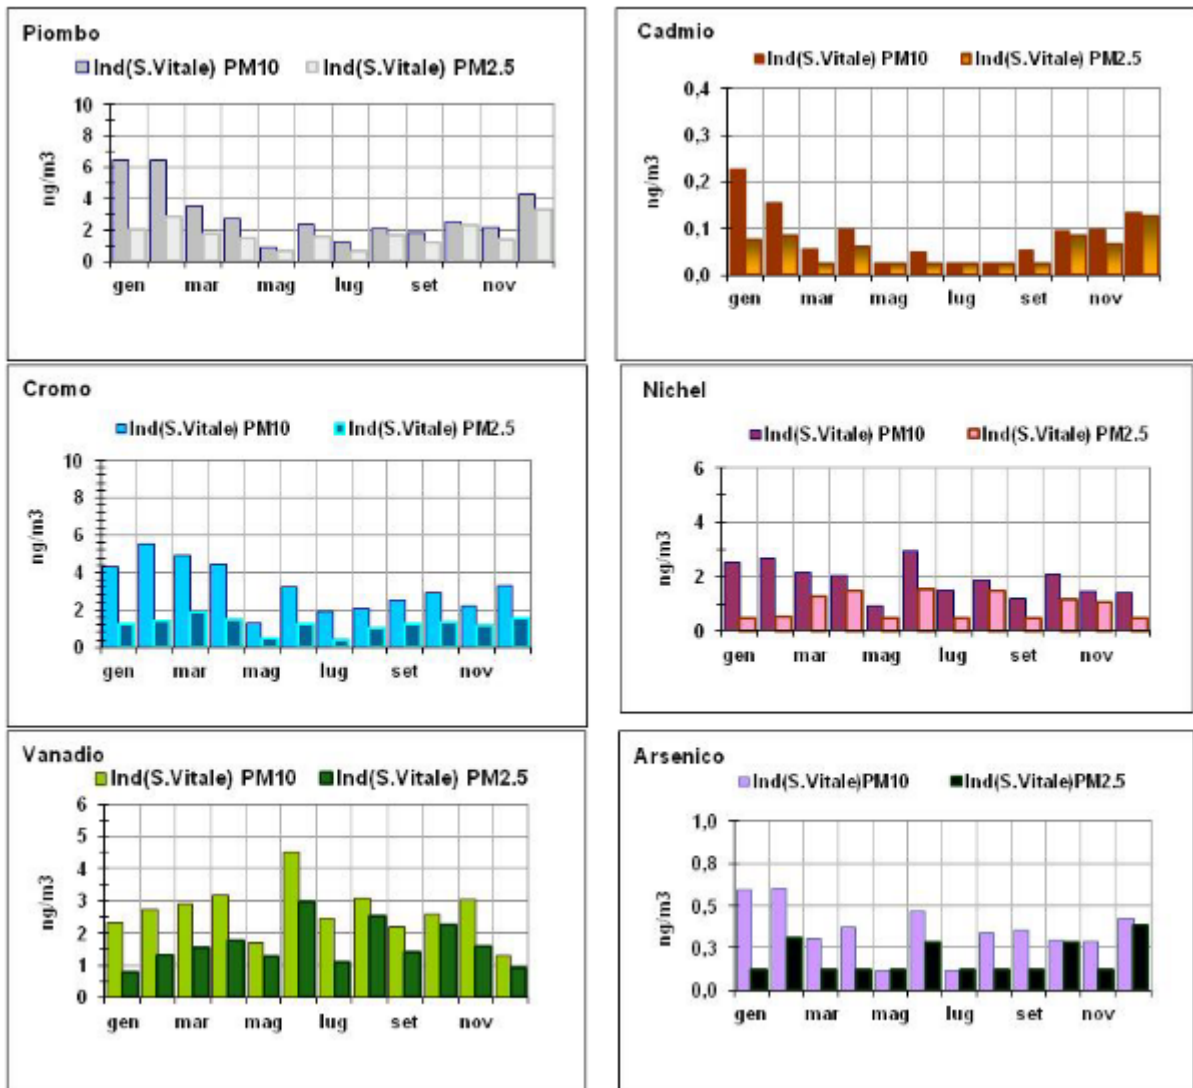 Piombo
Ind(S.Vitale) PM10 Ind(S.Vitale) PM2.5
10
8
6
4
2
0
ng/m3
gen mar mag lug set nov
Cadmio
Ind(S.Vitale) PM10 Ind(S.Vitale) PM2.5
0,4
0,3
0,2
0,1
0,0
ng/m3
gen mar mag lug set nov
Cromo
Ind(S.Vitale) PM10 Ind(S.Vitale) PM2.5
10
8
6
4
2
0
ng/m3
gen mar mag lug set nov
Nichel
Ind(S.Vitale) PM10 Ind(S.Vitale) PM2.5
6
4
2
0
ng/m3
gen mar mag lug set nov
Vanadio
Ind(S.Vitale) PM10 Ind(S.Vitale) PM2.5
6
5
4
3
2
1
0
ng/m3
gen mar mag lug set nov
Arsenico
Ind(S.Vitale)PM10 Ind(S.Vitale)PM2.5
1,0
0,8
0,5
0,3
0,0
ng/m3
gen mar mag lug set nov